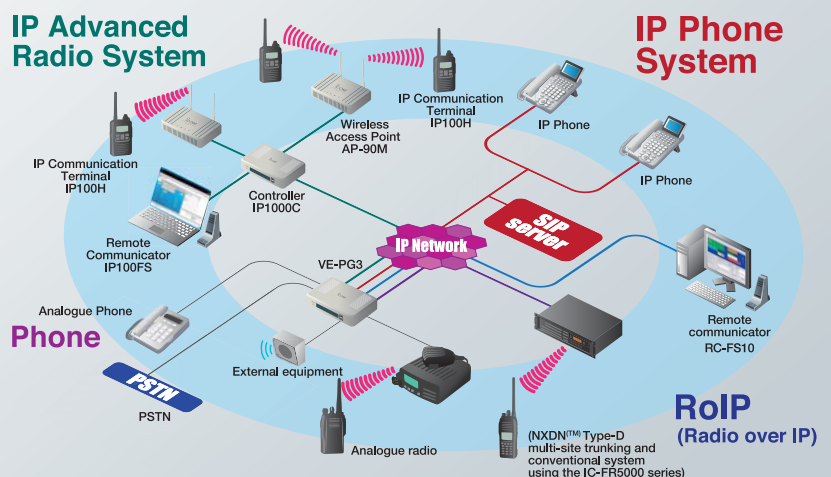 IP Advanced
Radio System
IP Phone
System
IP Communication
Terminal
IP100H
Wireless
Access Point
AP-90M
IP Phone
IP Phone
IP Communication
Terminal
IP100H
Controller
IP1000C
SIP
server
IP Network
Remote
Communicator
IP100FS
VE-PG3
Analogue Phone
Phone
External equipment
PSTN
PSTN
Remote
communicator
RC-FS10
RoIP
(Radio over IP)
Analogue radio
(NXDN(TM) Type-D
multi-site trunking and
conventional system
using the IC-FR5000 series)